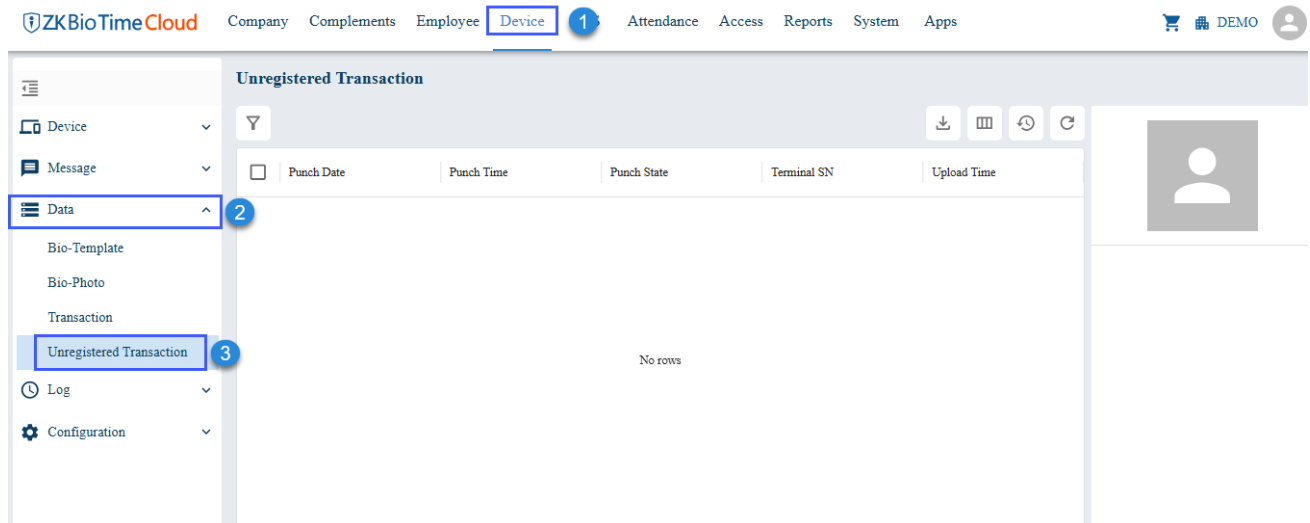 ZKBioTime Cloud
Company Complements Employee Device 1 Attendance Access Reports System Apps DEMO
Unregistered Transaction
Device
Message
Data 2
Bio-Template
Bio-Photo
Transaction
Unregistered Transaction 3
Log
Configuration
Punch Date Punch Time Punch State Terminal SN Upload Time
No rows